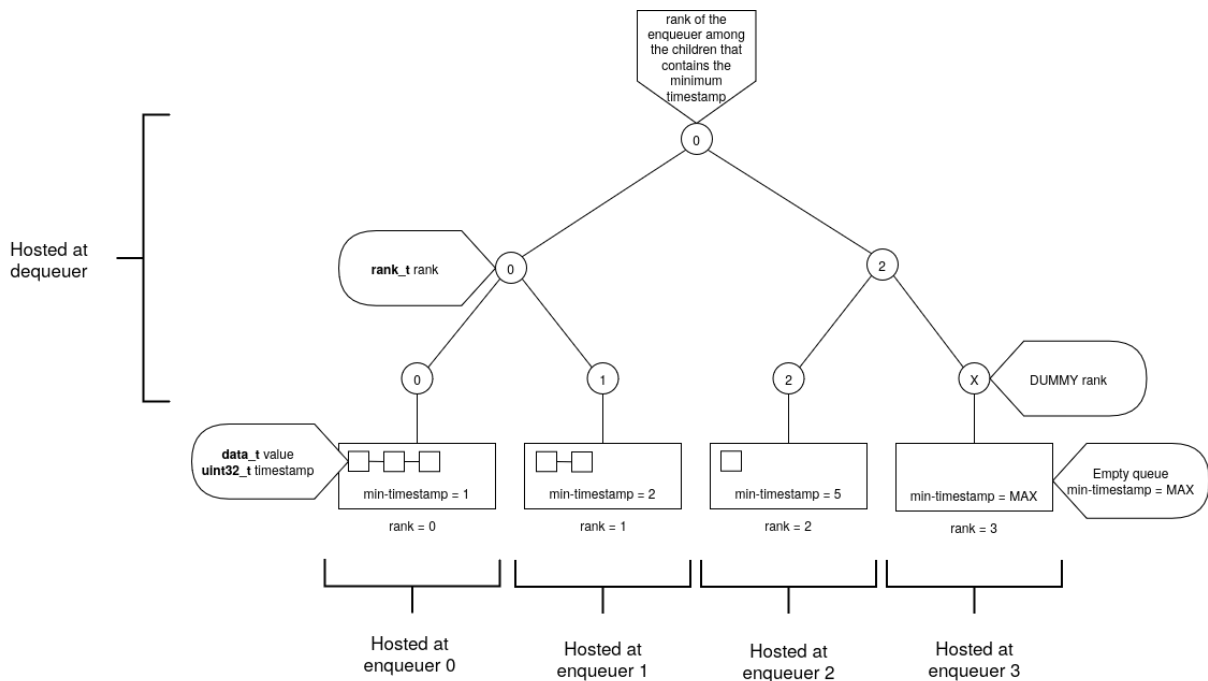 rank of the
enqueuer among
the children that
contains the
minimum
timestamp
0
Hosted at
dequeuer
rank_t rank
0
2
0
1
2
X
DUMMY rank
data_t value
uint32_t timestamp
min-timestamp = 1
min-timestamp = 2
min-timestamp = 5
min-timestamp = MAX
Empty queue
min-timestamp = MAX
rank = 0
rank = 1
rank = 2
rank = 3
Hosted at
enqueuer 0
Hosted at
enqueuer 1
Hosted at
enqueuer 2
Hosted at
enqueuer 3